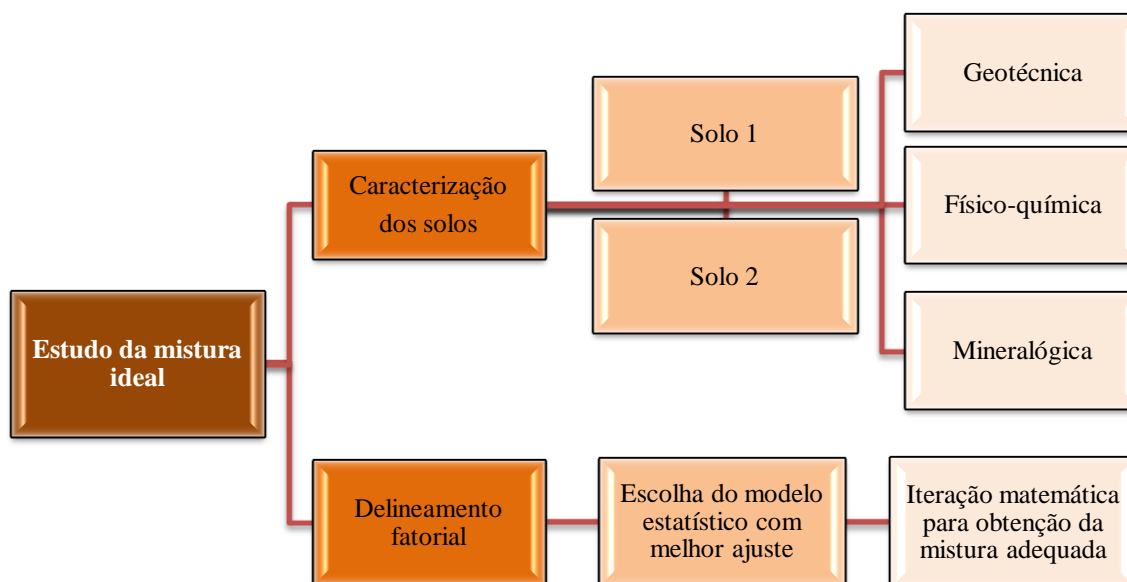 Estudo da mistura
ideal
Caracterização
dos solos
Solo 1
Solo 2
Geotécnica
Físico-química
Mineralógica
Delineamento
fatorial
Escolha do modelo
estatístico com
melhor ajuste
Iteração matemática
para obtenção da
mistura adequada